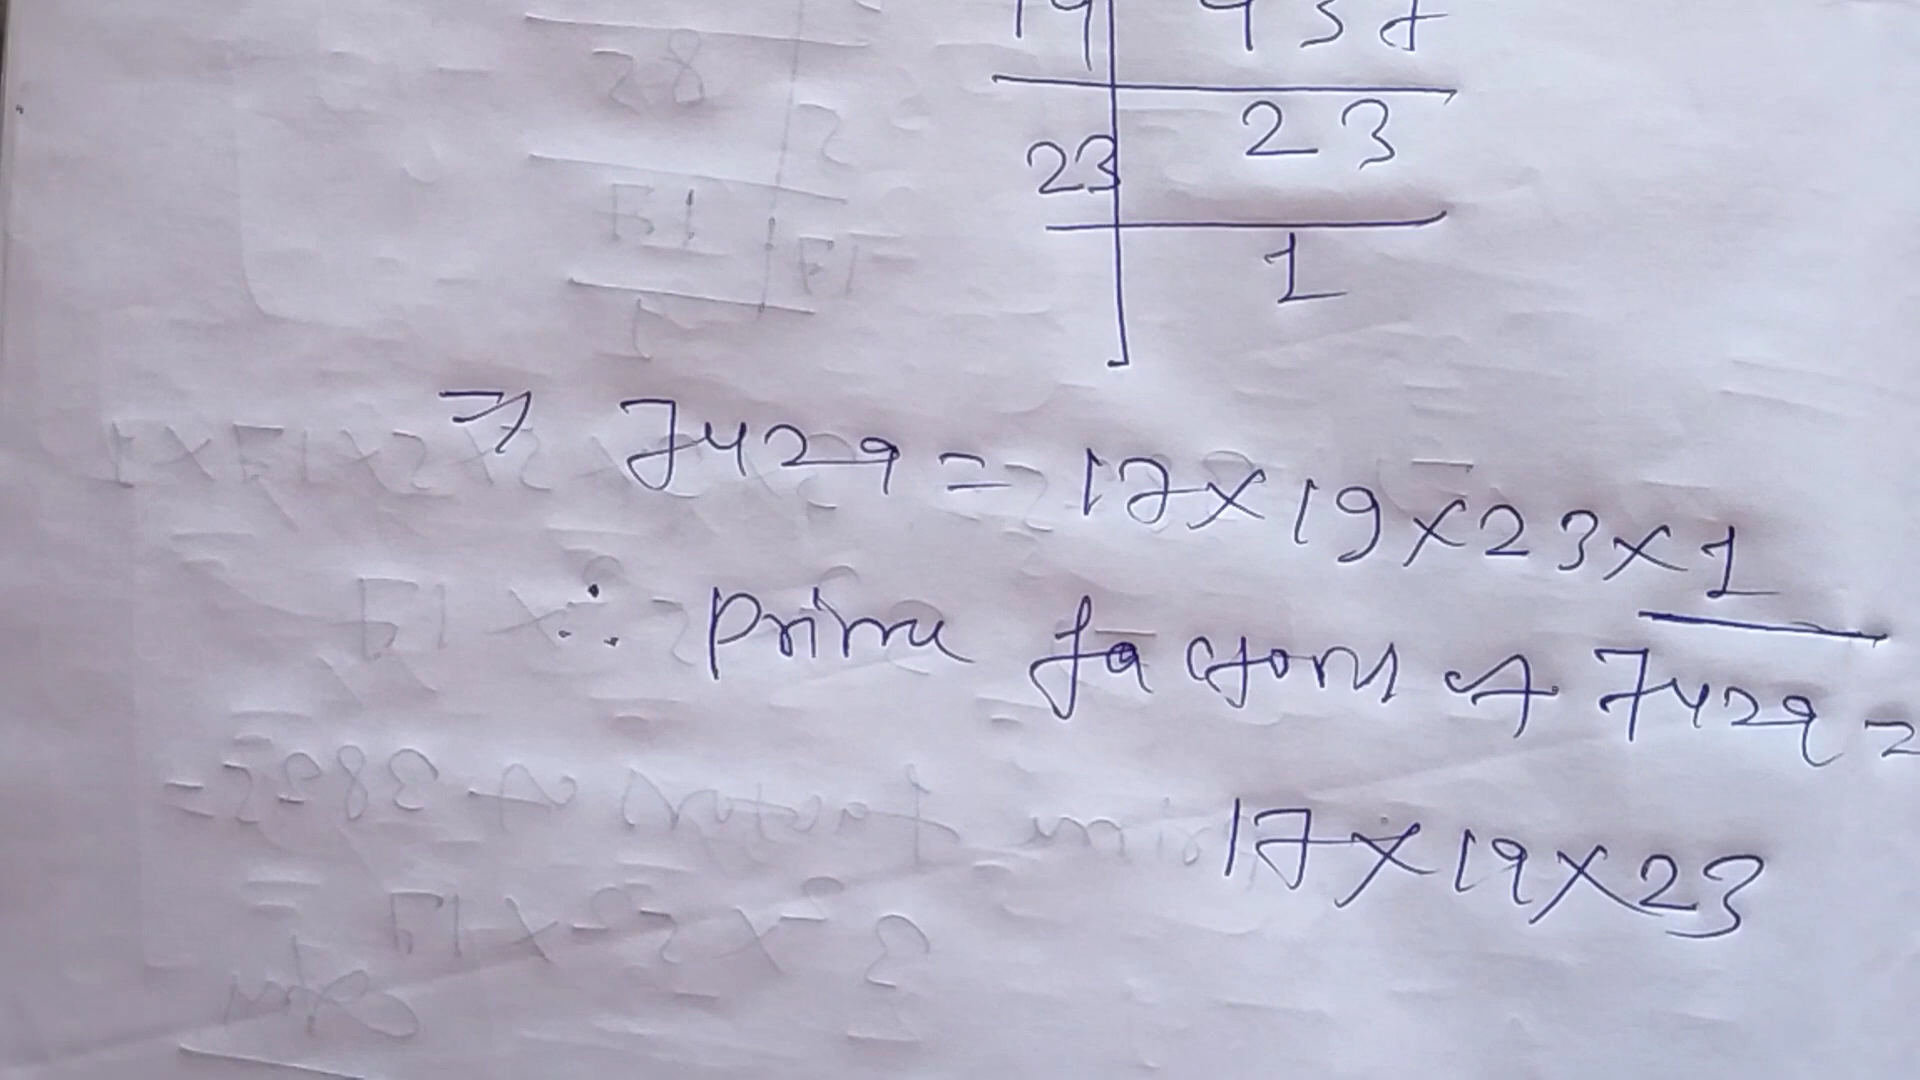 19 437
23 23
1
⇒ 7429 = 17×19×23×1
∴ Prime factors of 7429 =
17×19×23